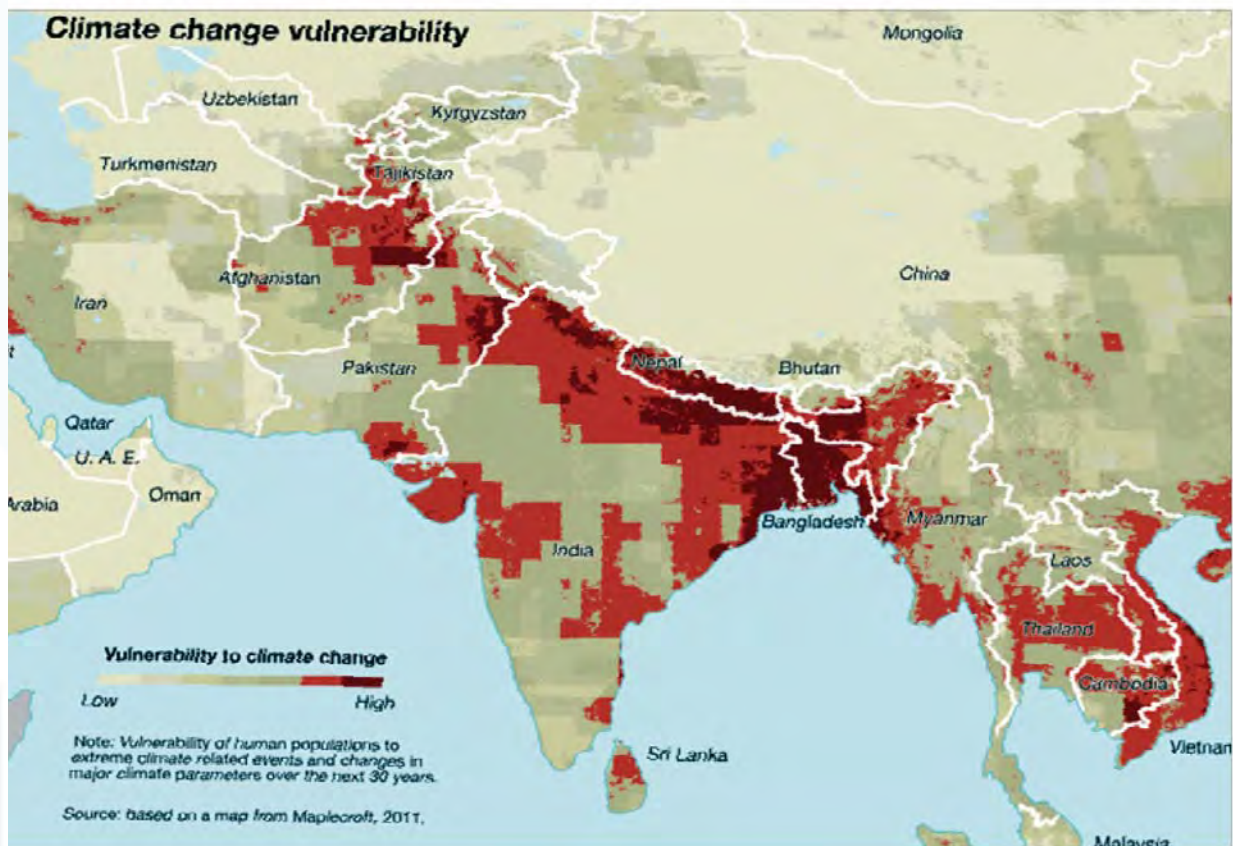 Climate change vulnerability
Mongolia
Uzbekistan
Kyrgyzstan
Turkmenistan
Tajikistan
Afghanistan
China
Iran
Pakistan
Nepal
Bhutan
Qatar
U. A. E.
Oman
Arabia
Bangladesh
Myanmar
India
Laos
Thailand
Cambodia
Vietnam
Sri Lanka
Malaysia
Vulnerability to climate change
Low
High
Note: Vulnerability of human populations to
extreme climate related events and changes in
major climate parameters over the next 30 years.
Source: based on a map from Maplecroft, 2011.